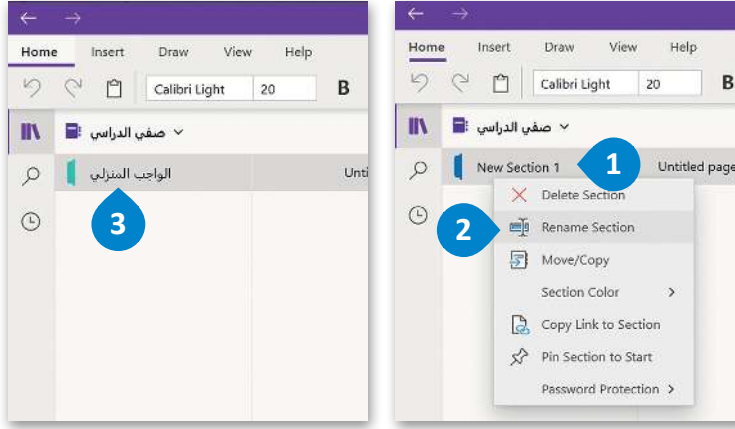 Home Insert Draw View Help
Calibri Light 20 B
صفي الدراسي
الواجب المنزلي Unti
3
Home Insert Draw View Help
Calibri Light 20 B
صفي الدراسي
New Section 1 1 Untitled page
Delete Section
2 Rename Section
Move/Copy
Section Color
Copy Link to Section
Pin Section to Start
Password Protection